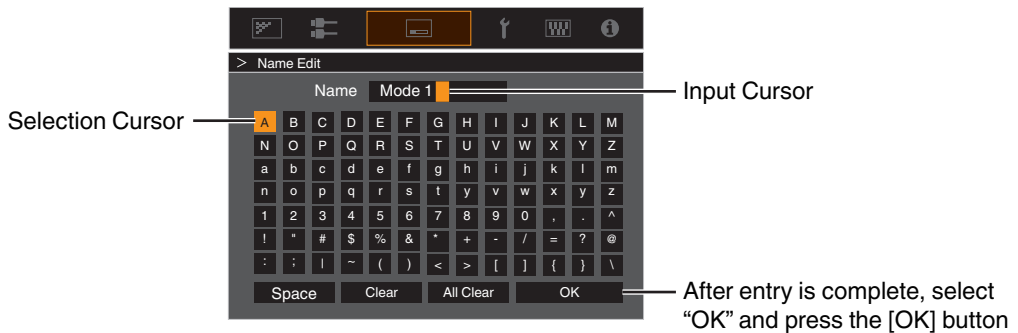 > Name Edit
Name Mode 1
Input Cursor
Selection Cursor
A B C D E F G H I J K L M
N O P Q R S T U V W X Y Z
a b c d e f g h i j k l m
n o p q r s t y v w x y z
1 2 3 4 5 6 7 8 9 0 , . ^
! " # $ % & * + - / = ? @
: ; | ~ ( ) < > [ ] { } \
Space Clear All Clear OK
After entry is complete, select
“OK” and press the [OK] button